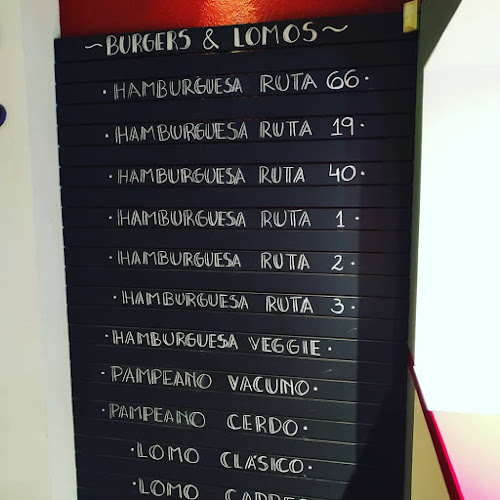 ~BURGERS & LOMOS~
·HAMBURGUESA RUTA 66·
·HAMBURGUESA RUTA 19·
·HAMBURGUESA RUTA 40·
·HAMBURGUESA RUTA 1·
·HAMBURGUESA RUTA 2·
·HAMBURGUESA RUTA 3·
·HAMBURGUESA VEGGIE·
·PAMPEANO VACUNO·
·PAMPEANO CERDO·
·LOMO CLÁSICO·
·LOMO